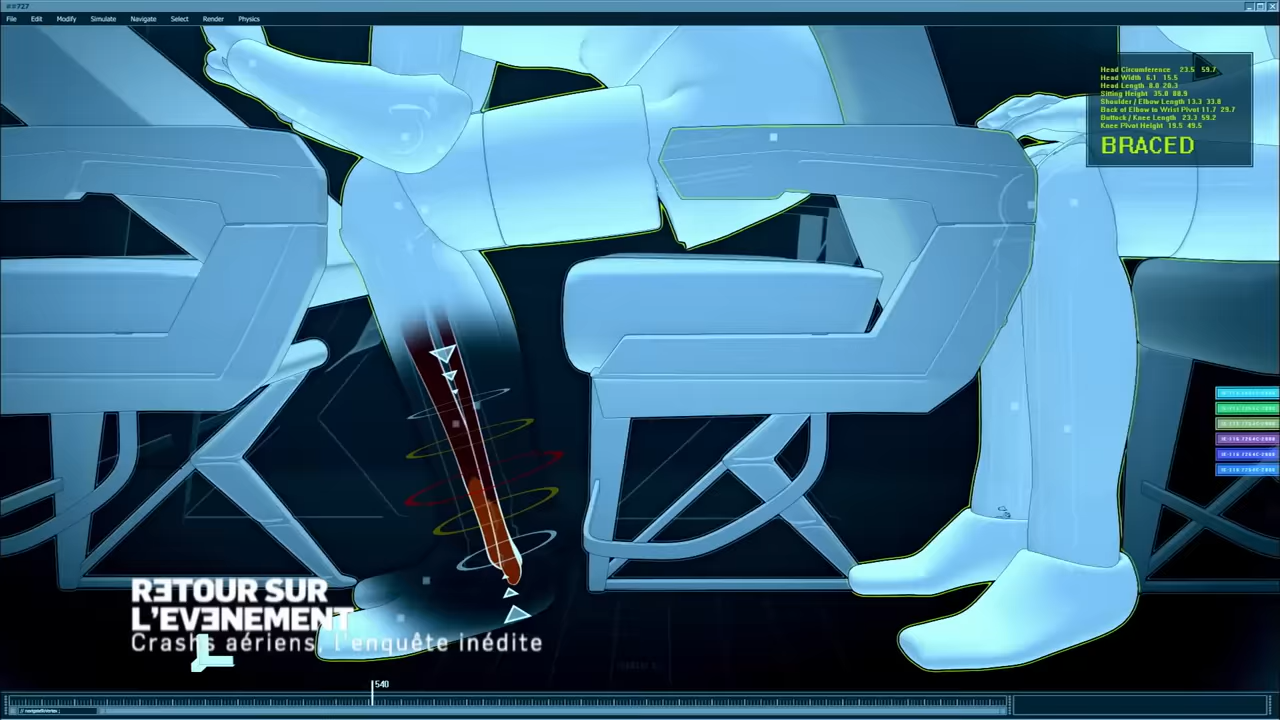 ##727
File Edit Modify Simulate Navigate Select Render Physics
Head Circumference 23.5 59.7
Head Width 6.1 15.5
Head Length 8.0 20.3
Sitting Height 35.0 88.9
Shoulder / Elbow Length 13.3 33.8
Back of Elbow to Wrist Pivot 11.7 29.7
Buttock / Knee Length 23.3 59.2
Knee Pivot Height 19.5 49.5
BRACED
RƎTOUR SUR
L'EVƎNEMENT
Crashs aériens, l'enquête inédite
540